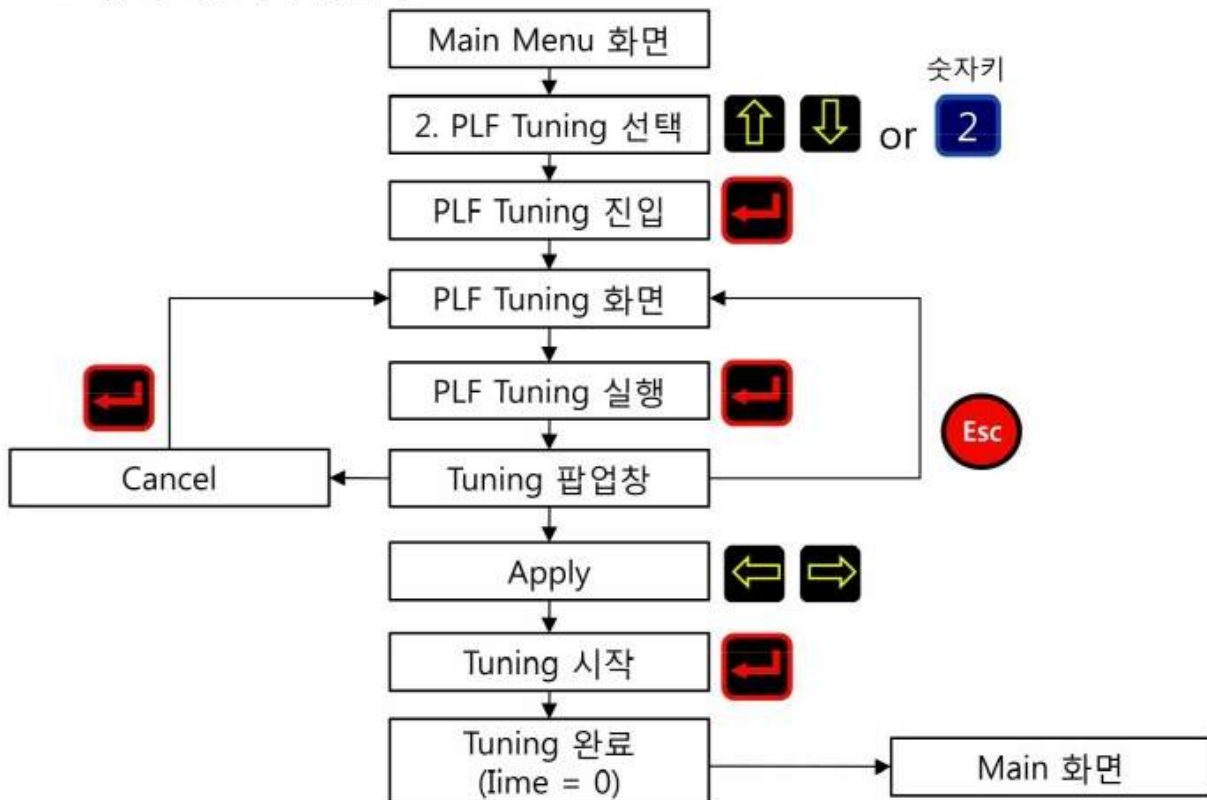 Main Menu 화면
숫자키
2. PLF Tuning 선택
or
2
PLF Tuning 진입
PLF Tuning 화면
PLF Tuning 실행
Esc
Cancel
Tuning 팝업창
Apply
Tuning 시작
Tuning 완료
(Iime = 0)
Main 화면